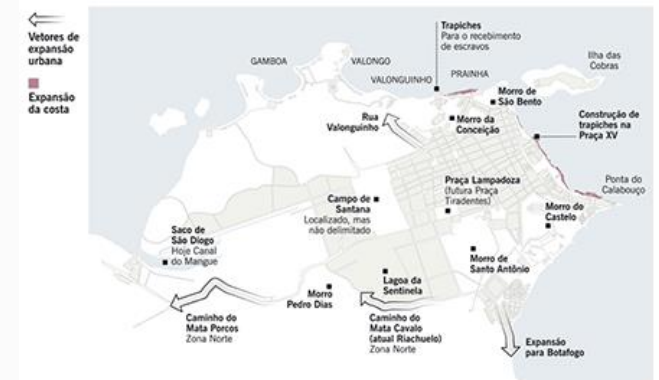 Vetores de
expansão
urbana
Expansão
da costa
Trapiches
Para o recebimento
de escravos
GAMBOA
VALONGO
VALONGUINHO
PRAINHA
Ilha das
Cobras
Morro de
São Bento
Rua
Valonguinho
Morro da
Conceição
Construção de
trapiches na
Praça XV
Praça Lampadoza
(futura Praça
Tiradentes)
Ponta do
Calabouço
Campo de
Santana
Localizado, mas
não delimitado
Morro do
Castelo
Saco de
São Diogo
Hoje Canal
do Mangue
Morro de
Santo Antônio
Lagoa da
Sentinela
Morro
Pedro Dias
Caminho do
Mata Porcos
Zona Norte
Caminho do
Mata Cavalo
(atual Riachuelo)
Zona Norte
Expansão
para Botafogo